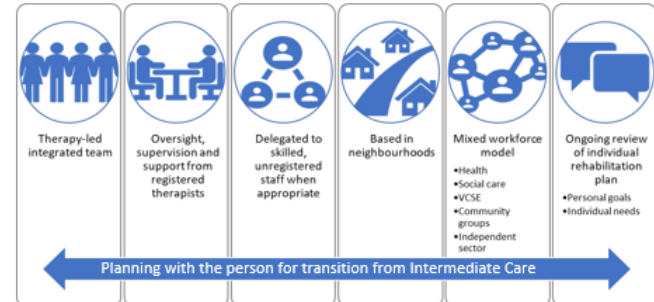 Therapy-led
integrated team
Oversight,
supervision and
support from
registered
therapists
Delegated to
skilled,
unregistered
staff when
appropriate
Based in
neighbourhoods
Mixed workforce
model
•Health
•Social care
•VCSE
•Community
groups
•Independent
sector
Ongoing review
of individual
rehabilitation
plan
•Personal goals
•Individual needs
Planning with the person for transition from Intermediate Care